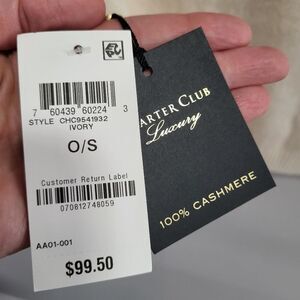 7 60439 60224 3
STYLE CHC9541932
IVORY
O/S
Customer Return Label
070812748059
AA01-001
$99.50
ARTER CLUB
Luxury
100% CASHMERE